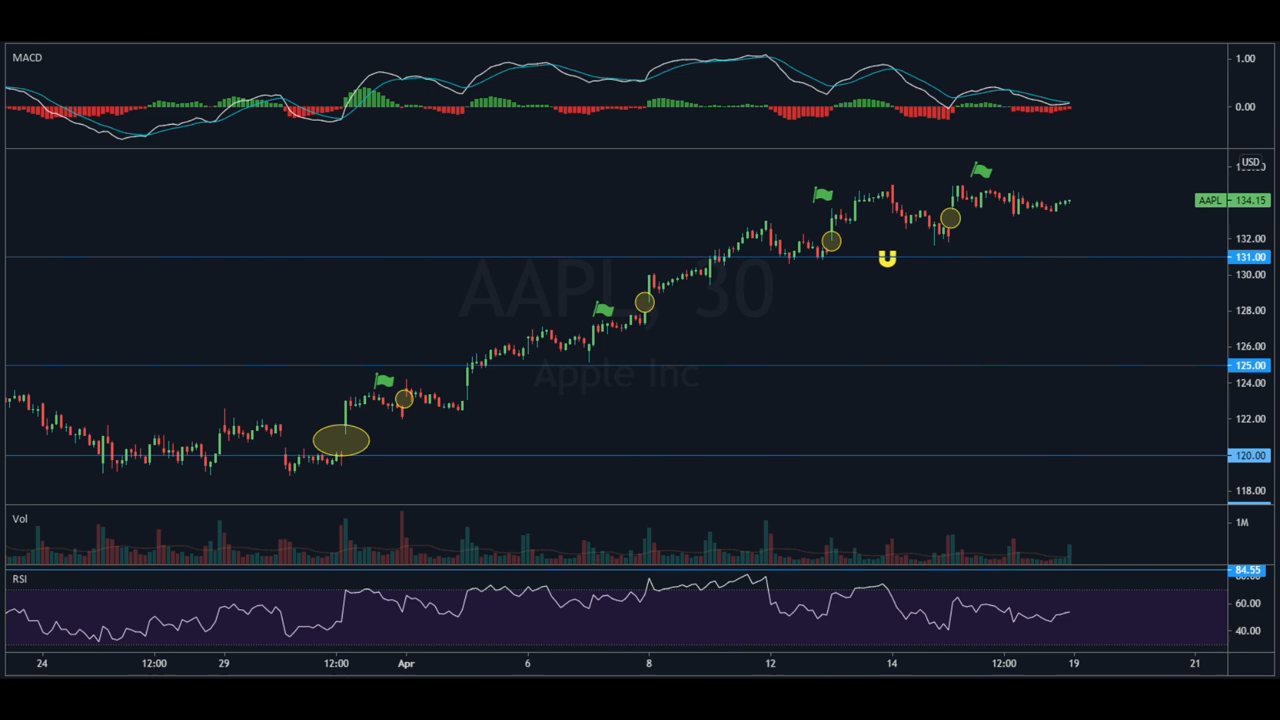 MACD
1.00
0.00
USD
AAPL 134.15
132.00
131.00
130.00
AAPL, 30
128.00
126.00
125.00
Apple Inc
124.00
122.00
120.00
118.00
Vol
1M
84.55
RSI
60.00
40.00
24 12:00 29 12:00 Apr 6 8 12 14 12:00 19 21